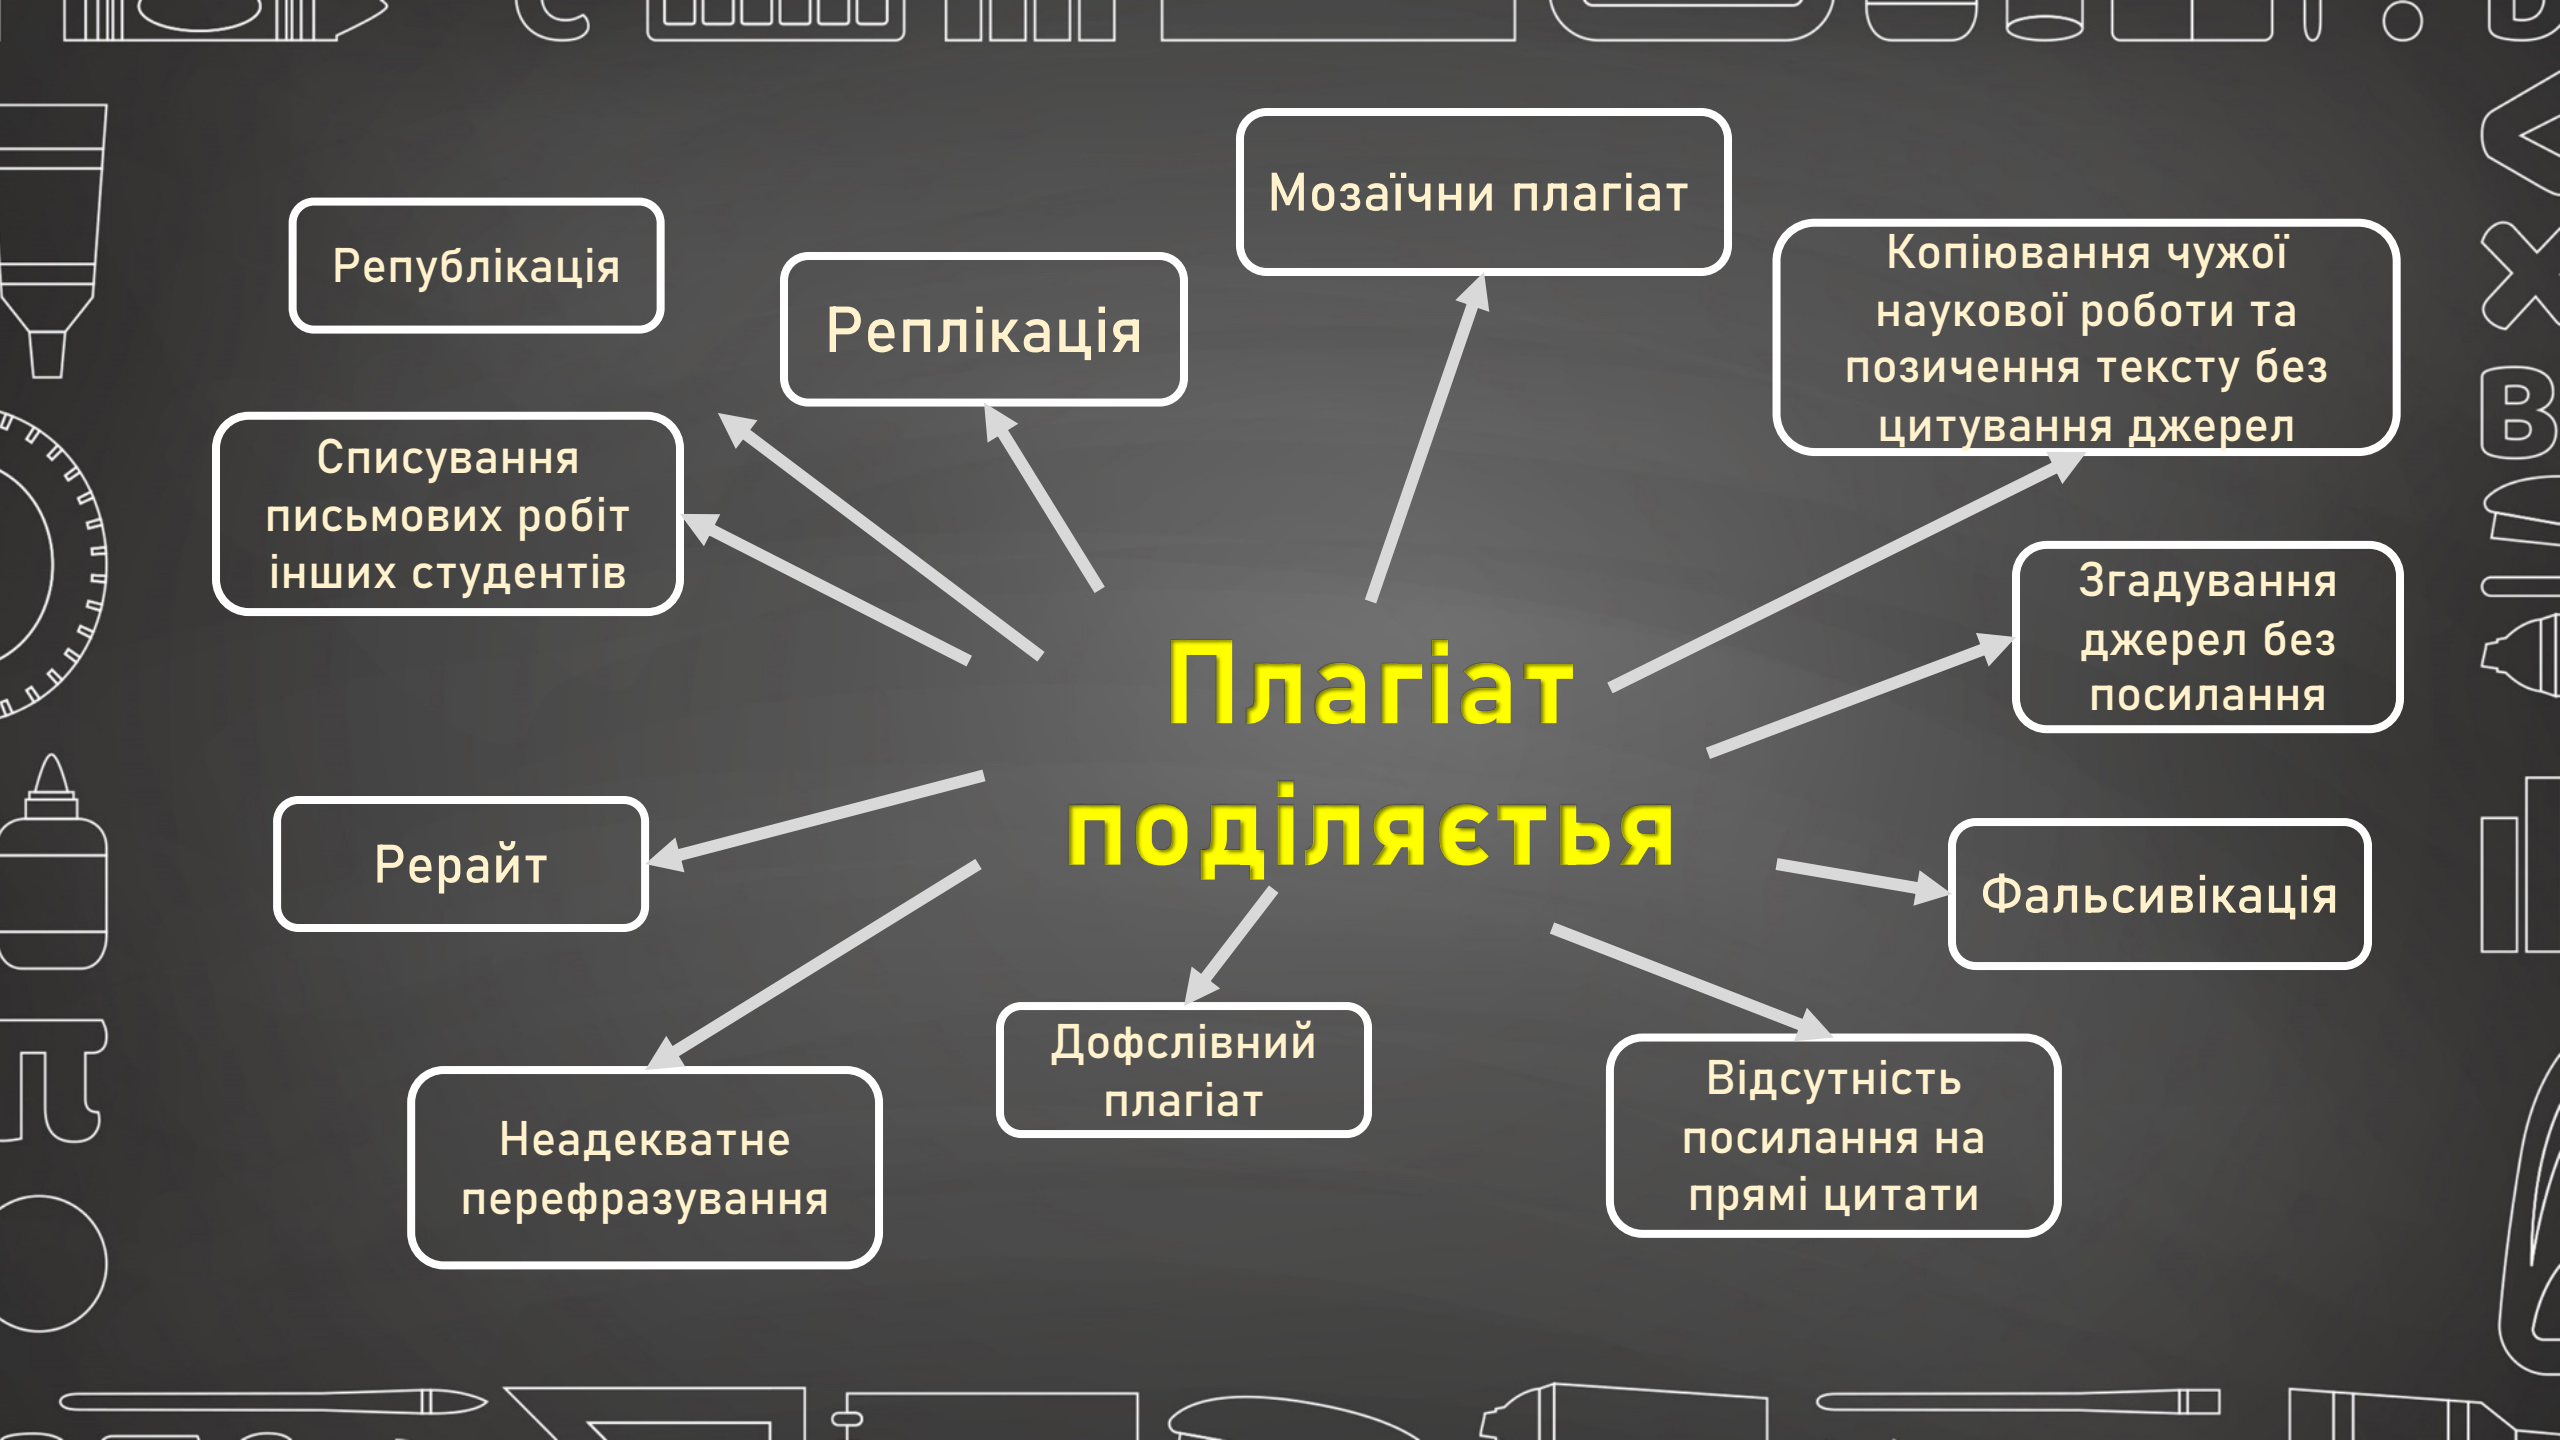 Мозаїчни плагіат
Републікація
Реплікація
Копіювання чужої
наукової роботи та
позичення тексту без
цитування джерел
Списування
письмових робіт
інших студентів
Згадування
джерел без
посилання
Плагіат
поділяєтья
Рерайт
Фальсивікація
Дофслівний
плагіат
Відсутність
посилання на
прямі цитати
Неадекватне
перефразування